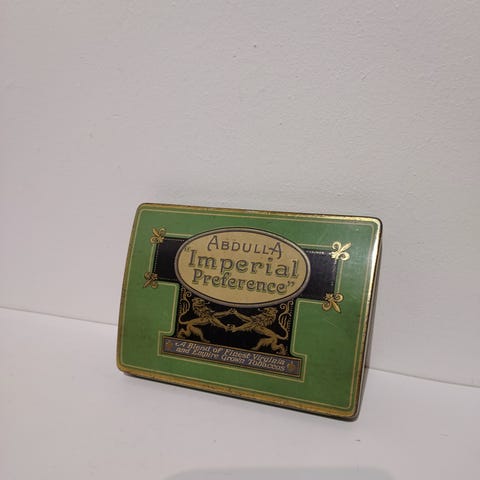 ABDULLA
"Imperial
Preference"
A Blend of Finest Virginia
and Empire Grown Tobaccos